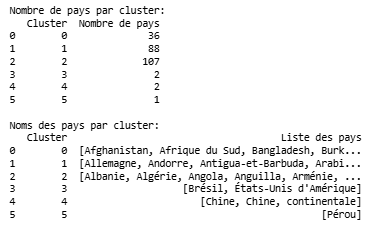 Nombre de pays par cluster:
Cluster Nombre de pays
0 0 36
1 1 88
2 2 107
3 3 2
4 4 2
5 5 1
Noms des pays par cluster:
Cluster Liste des pays
0 0 [Afghanistan, Afrique du Sud, Bangladesh, Burk...
1 1 [Allemagne, Andorre, Antigua-et-Barbuda, Arabi...
2 2 [Albanie, Algérie, Angola, Anguilla, Arménie, ...
3 3 [Brésil, États-Unis d'Amérique]
4 4 [Chine, Chine, continentale]
5 5 [Pérou]